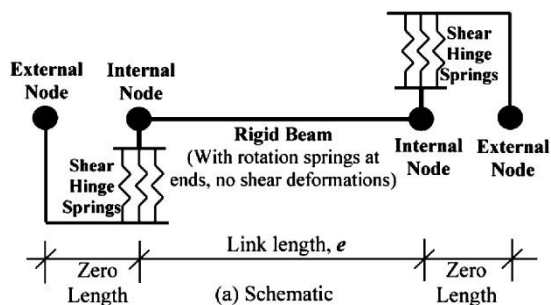 External
Node
Internal
Node
Shear
Hinge
Springs
Rigid Beam
(With rotation springs at
ends, no shear deformations)
Shear
Hinge
Springs
Internal
Node
External
Node
Link length, e
Zero
Length
(a) Schematic
Zero
Length